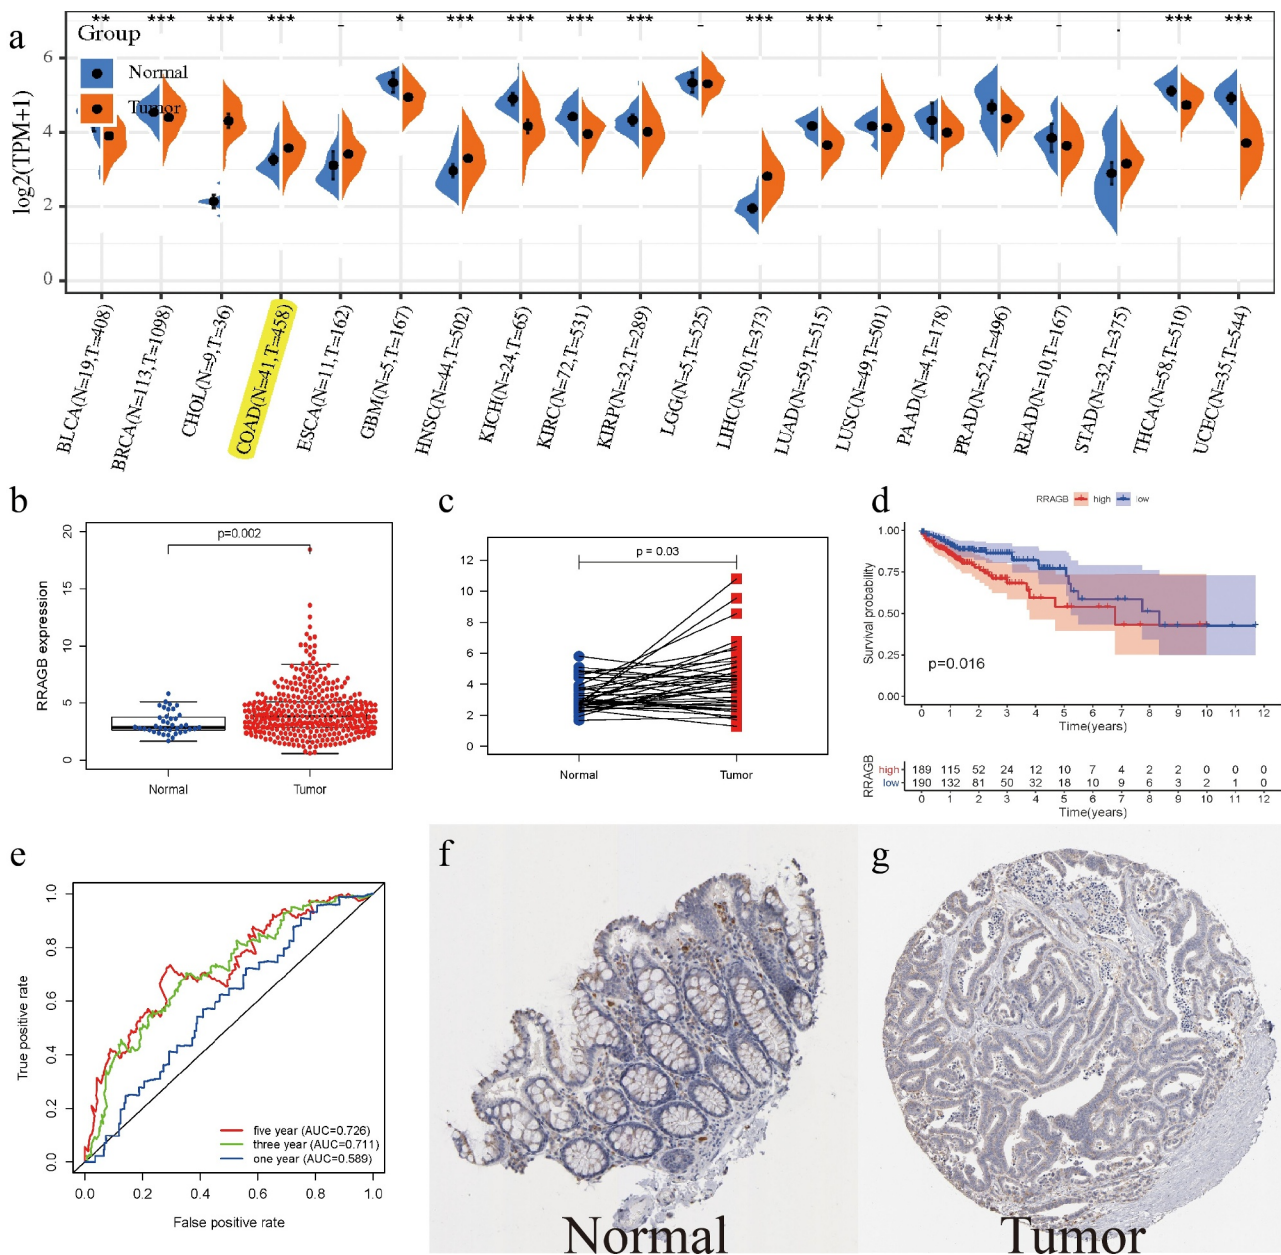 a
** *** *** *** - * *** *** *** *** - *** *** - - *** - . *** ***
Group
Normal
Tumor
log2(TPM+1)
6
4
2
0
BLCA(N=19,T=408)
BRCA(N=113,T=1098)
CHOL(N=9,T=36)
COAD(N=41,T=458)
ESCA(N=11,T=162)
GBM(N=5,T=167)
HNSC(N=44,T=502)
KICH(N=24,T=65)
KIRC(N=72,T=531)
KIRP(N=32,T=289)
LGG(N=5,T=525)
LIHC(N=50,T=373)
LUAD(N=59,T=515)
LUSC(N=49,T=501)
PAAD(N=4,T=178)
PRAD(N=52,T=496)
READ(N=10,T=167)
STAD(N=32,T=375)
THCA(N=58,T=510)
UCEC(N=35,T=544)
b
p=0.002
RRAGB expression
20
15
10
5
0
Normal Tumor
c
p = 0.03
12
10
8
6
4
2
0
Normal Tumor
d
RRAGB high low
Survival probability
1.00
0.75
0.50
0.25
0.00
p=0.016
0 1 2 3 4 5 6 7 8 9 10 11 12
Time(years)
RRAGB
high 189 115 52 24 12 10 7 4 2 2 0 0 0
low 190 132 81 50 32 18 10 9 6 3 2 1 0
0 1 2 3 4 5 6 7 8 9 10 11 12
Time(years)
e
True positive rate
1.0
0.8
0.6
0.4
0.2
0.0
five year (AUC=0.726)
three year (AUC=0.711)
one year (AUC=0.589)
0.0 0.2 0.4 0.6 0.8 1.0
False positive rate
f
Normal
g
Tumor